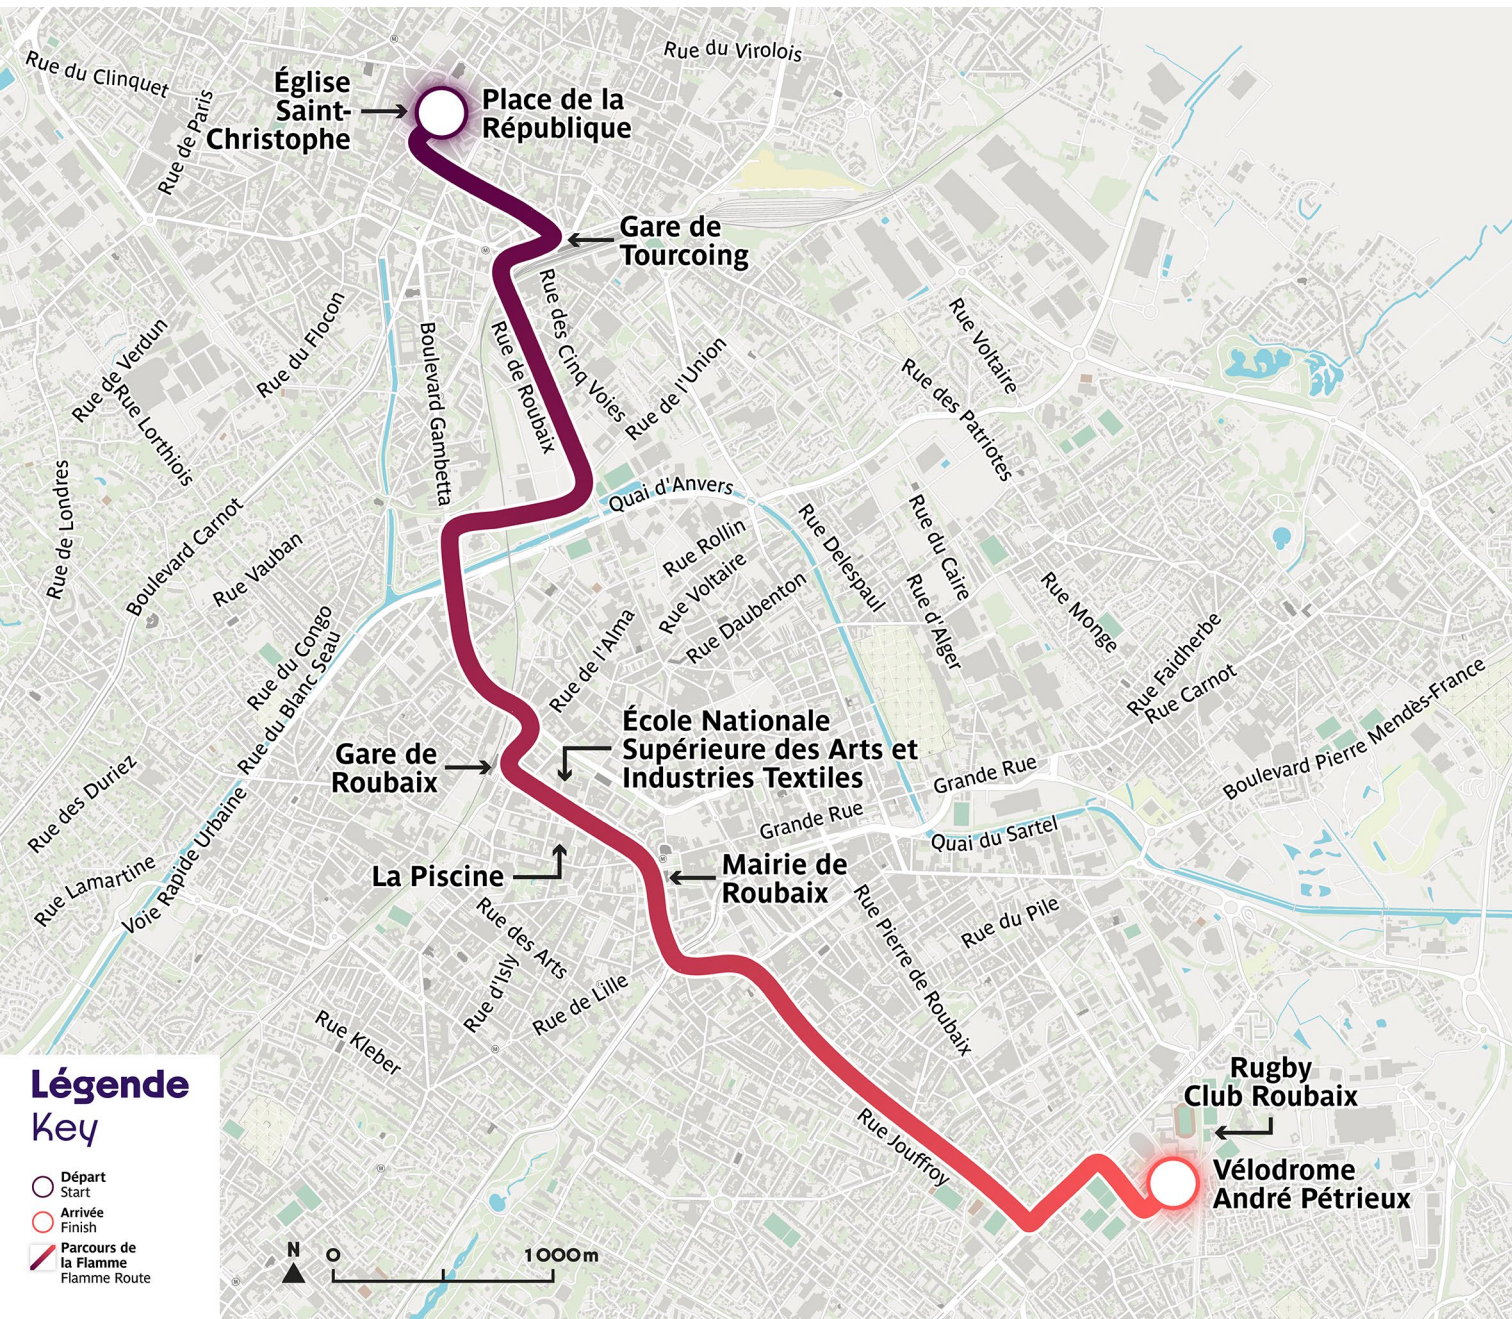 Rue du Virolois
Rue du Clinquet
Rue de Paris
Église
Saint-
Christophe
Place de la
République
Gare de
Tourcoing
Rue des Cinq Voies
Rue de Roubaix
Boulevard Gambetta
Rue du Flocon
Rue de Verdun
Rue Lorthiois
Rue de l'Union
Rue Voltaire
Rue des Patriotes
Rue de Londres
Boulevard Carnot
Rue Vauban
Quai d'Anvers
Rue Rollin
Rue Voltaire
Rue Daubenton
Rue Delespaul
Rue du Caire
Rue d'Alger
Rue Monge
Rue Faidherbe
Rue Carnot
Boulevard Pierre Mendès-France
Rue du Congo
Rue du Blanc Seau
Rue de l'Alma
École Nationale
Supérieure des Arts et
Industries Textiles
Gare de
Roubaix
Rue des Duriez
Voie Rapide Urbaine
Rue Lamartine
Grande Rue
Grande Rue
Quai du Sartel
La Piscine
Mairie de
Roubaix
Rue du Pile
Rue Pierre de Roubaix
Rue des Arts
Rue d'Isly
Rue de Lille
Rue Kleber
Rue Jouffroy
Rugby
Club Roubaix
Vélodrome
André Pétrieux
Légende
Key
Départ
Start
Arrivée
Finish
Parcours de
la Flamme
Flamme Route
N
0
1000m